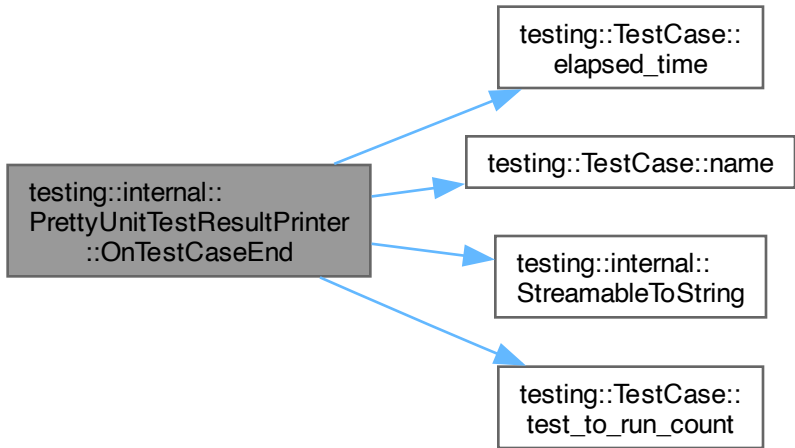 testing::internal::
PrettyUnitTestResultPrinter
::OnTestCaseEnd
testing::TestCase::
elapsed_time
testing::TestCase::name
testing::internal::
StreamableToString
testing::TestCase::
test_to_run_count